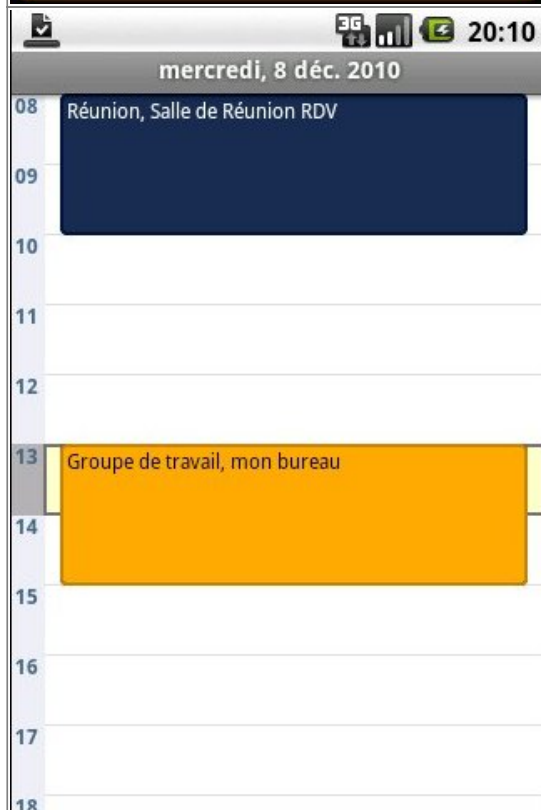 3G 20:10
mercredi, 8 déc. 2010
08 Réunion, Salle de Réunion RDV
09
10
11
12
13 Groupe de travail, mon bureau
14
15
16
17
18